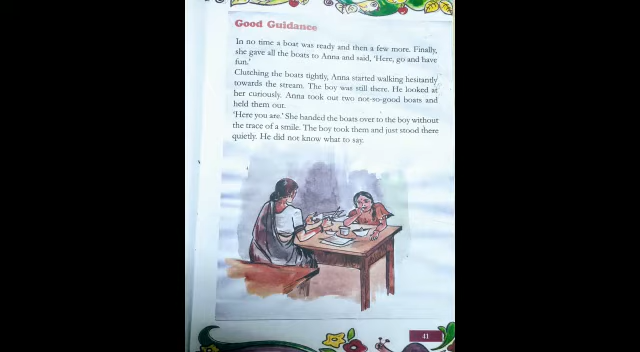 Good Guidance
In no time a boat was ready and then a few more. Finally,
she gave all the boats to Anna and said, 'Here, go and have
fun.'
Clutching the boats tightly, Anna started walking hesitantly
towards the stream. The boy was still there. He looked at
her curiously. Anna took out two not-so-good boats and
held them out.
'Here you are.' She handed the boats over to the boy without
the trace of a smile. The boy took them and just stood there
quietly. He did not know what to say.
41